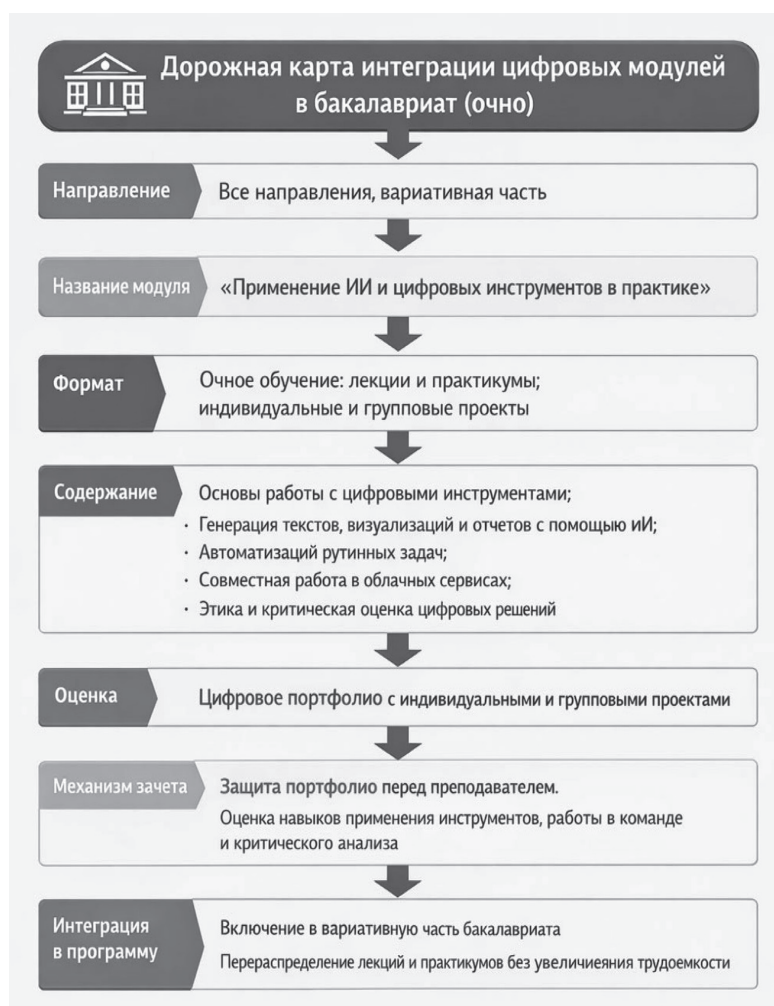 Дорожная карта интеграции цифровых модулей
в бакалавриат (очно)
Направление
Все направления, вариативная часть
Название модуля
«Применение ИИ и цифровых инструментов в практике»
Формат
Очное обучение: лекции и практикумы;
индивидуальные и групповые проекты
Содержание
Основы работы с цифровыми инструментами;
· Генерация текстов, визуализаций и отчетов с помощыю иИ;
· Автоматизаций рутинных задач;
· Совместная работа в облачных сервисах;
· Этика и критическая оценка цифровых решений
Оценка
Цифровое портфолио с индивидуальными и групповыми проектами
Механизм зачета
Защита портфолио перед преподавателем.
Оценка навыков применения инструментов, работы в команде
и критического анализа
Интеграция
в программу
Включение в вариативную часть бакалавриата
Перераспределение лекций и практикумов без увеличиеяния трудоемкости